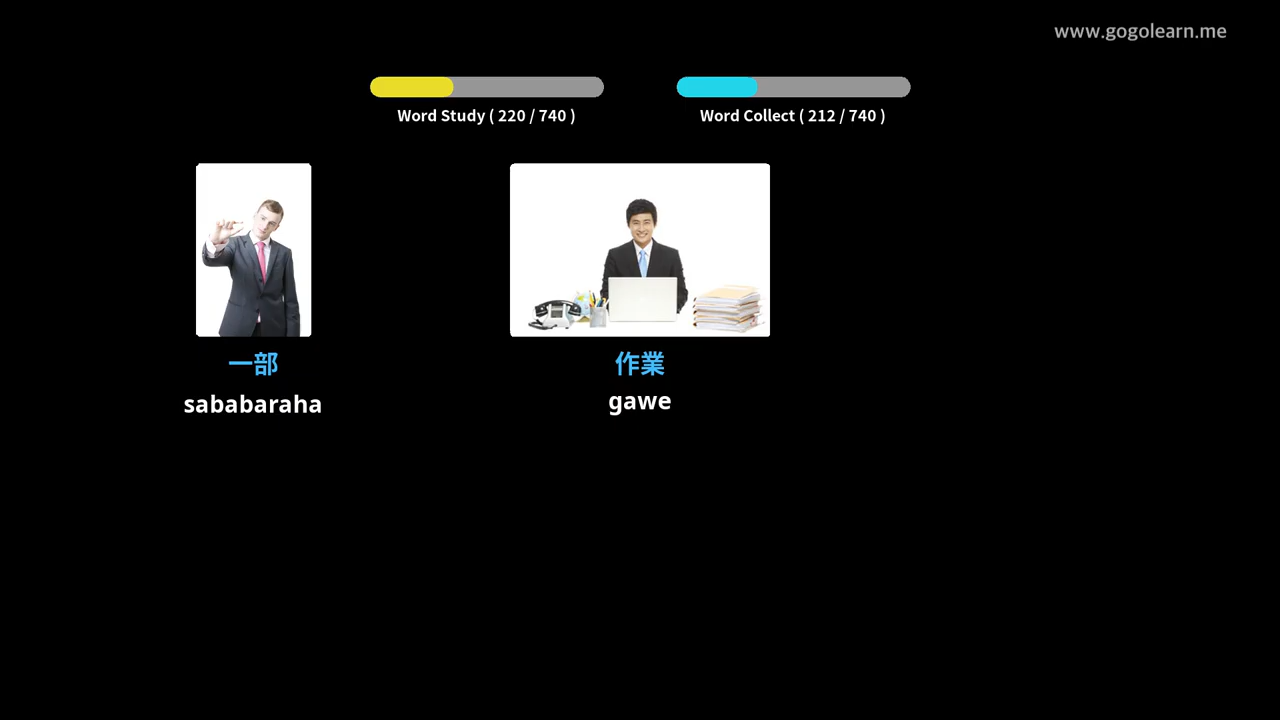 www.gogolearn.me
Word Study ( 220 / 740 )
Word Collect ( 212 / 740 )
一部
作業
sababaraha
gawe